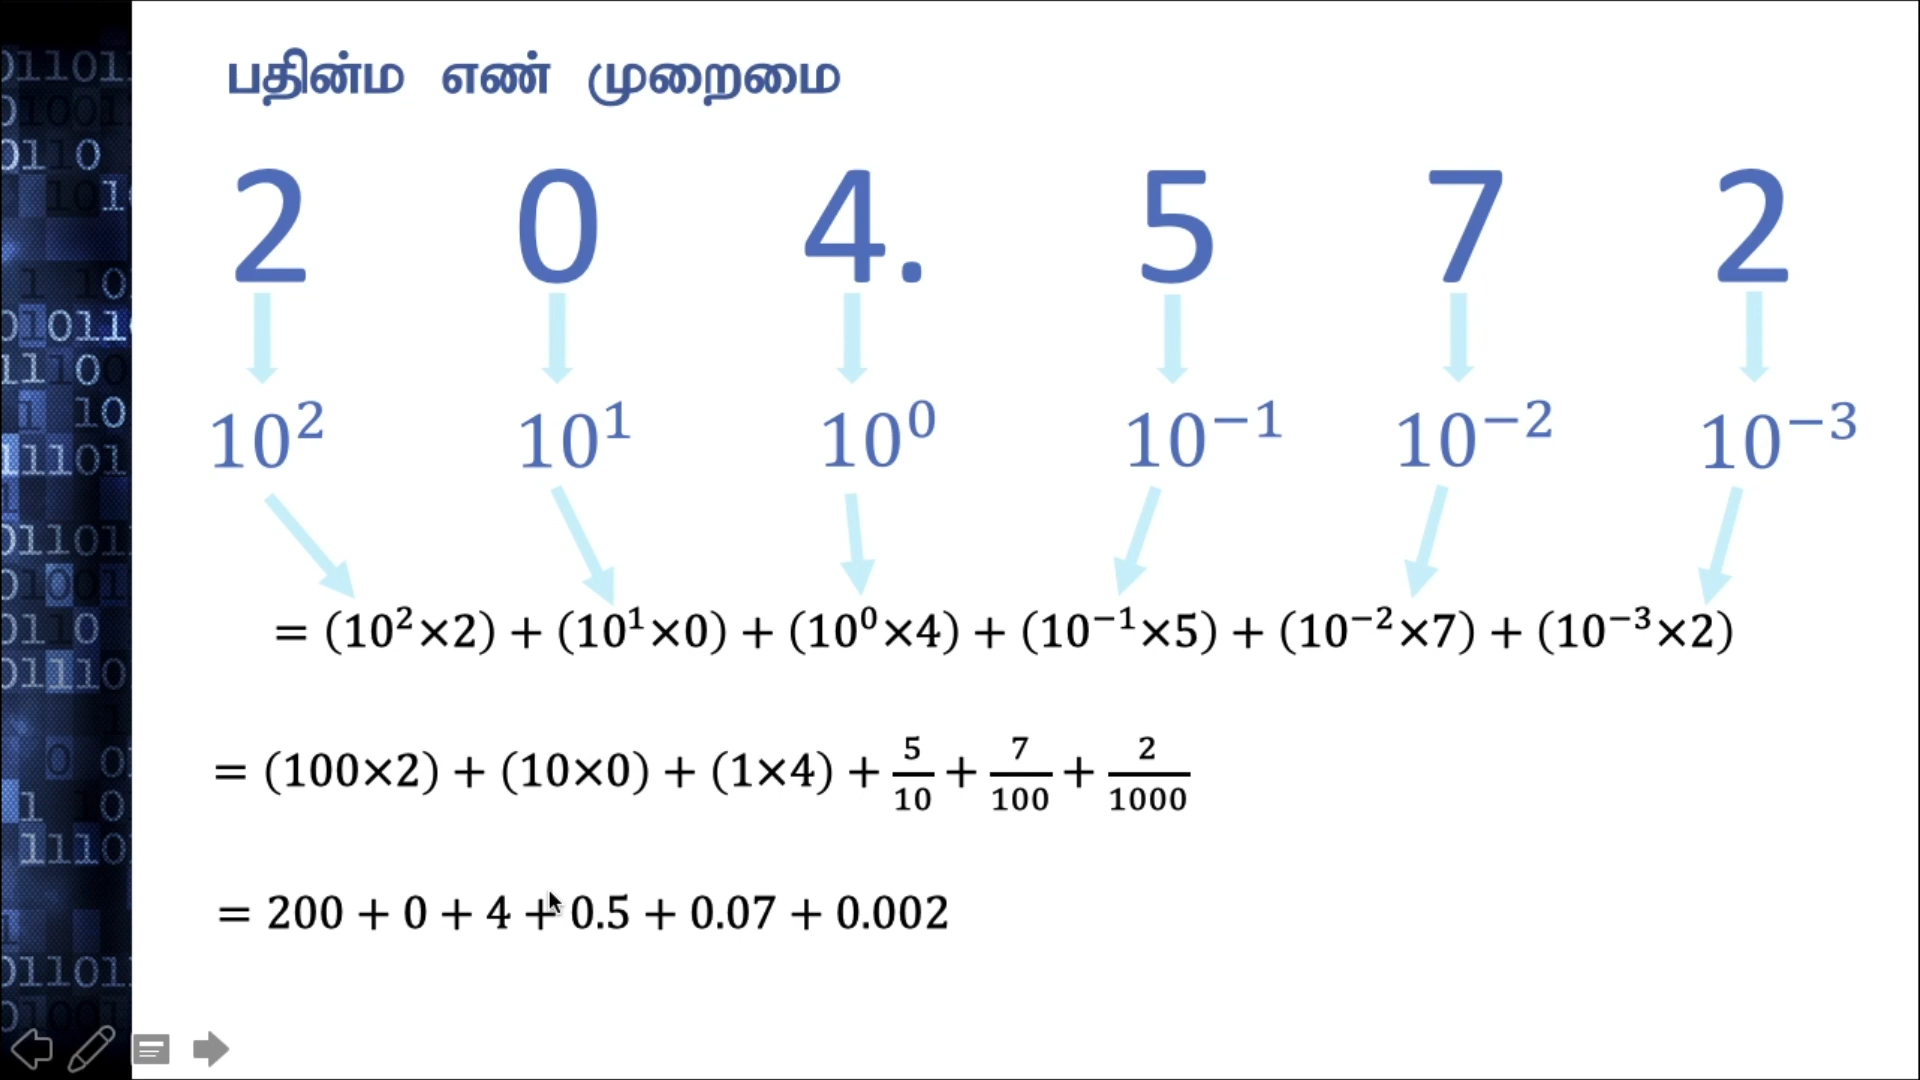 பதின்ம எண் முறைமை
2 0 4. 5 7 2
10² 10¹ 10⁰ 10⁻¹ 10⁻² 10⁻³
= (10²×2) + (10¹×0) + (10⁰×4) + (10⁻¹×5) + (10⁻²×7) + (10⁻³×2)
= (100×2) + (10×0) + (1×4) + 5/10 + 7/100 + 2/1000
= 200 + 0 + 4 + 0.5 + 0.07 + 0.002